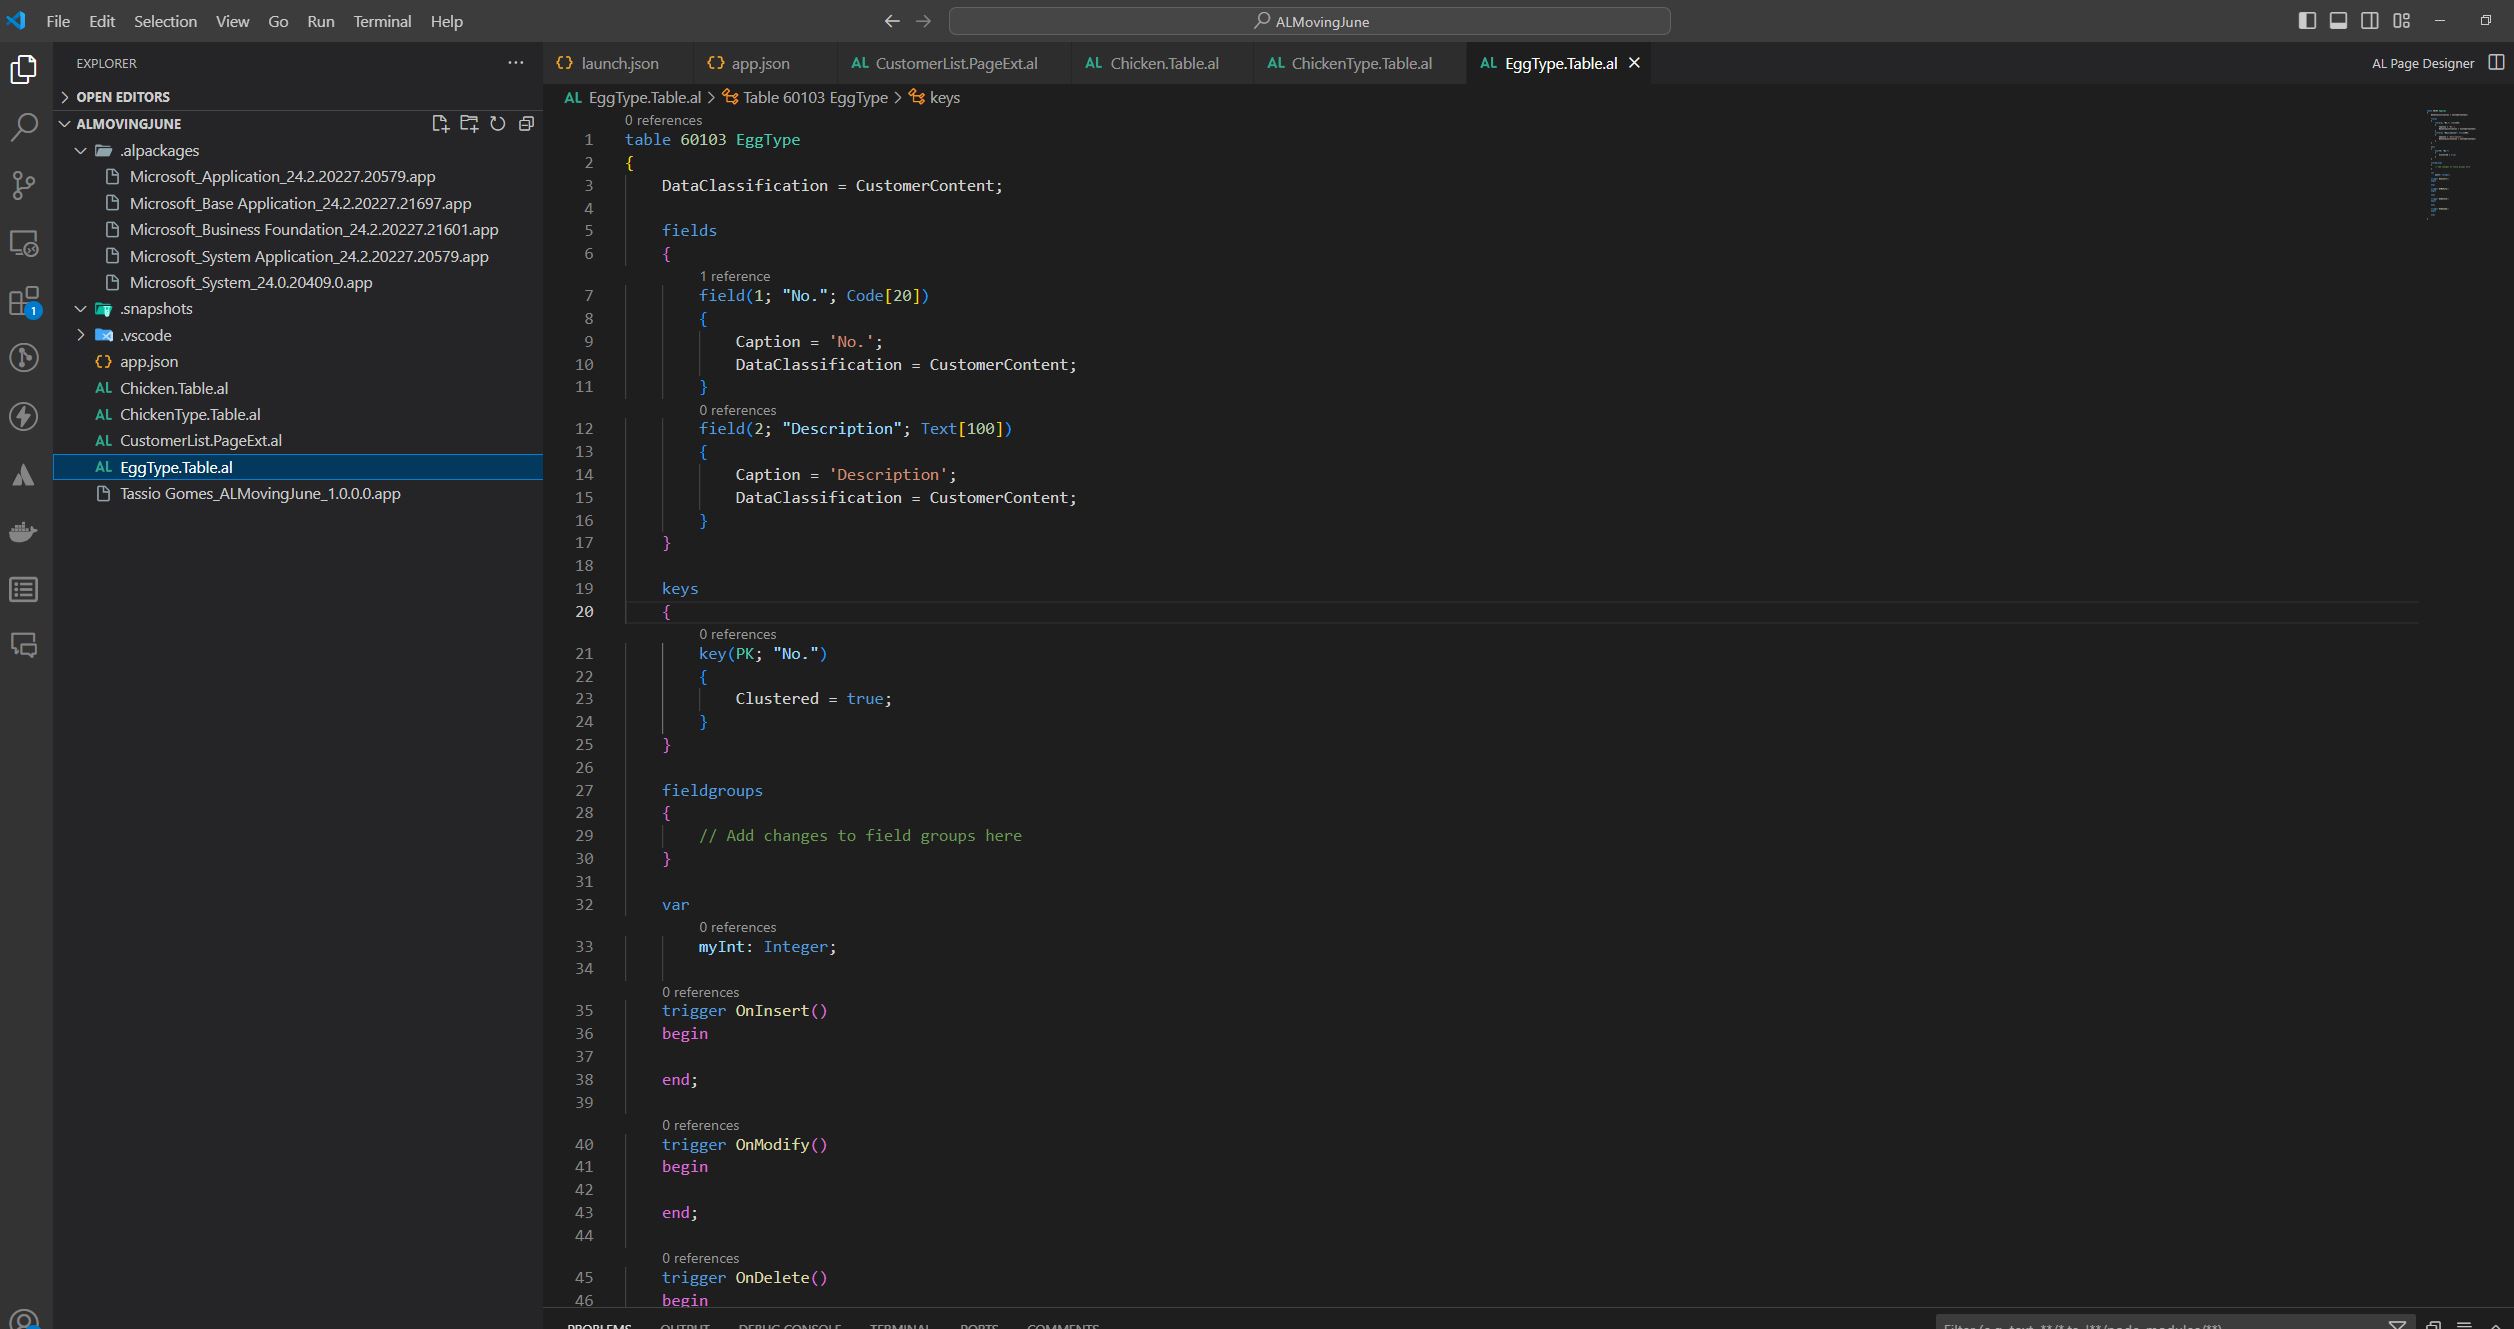 File Edit Selection View Go Run Terminal Help
ALMovingJune
EXPLORER
OPEN EDITORS
ALMOVINGJUNE
.alpackages
Microsoft_Application_24.2.20227.20579.app
Microsoft_Base Application_24.2.20227.21697.app
Microsoft_Business Foundation_24.2.20227.21601.app
Microsoft_System Application_24.2.20227.20579.app
Microsoft_System_24.0.20409.0.app
.snapshots
.vscode
app.json
AL Chicken.Table.al
AL ChickenType.Table.al
AL CustomerList.PageExt.al
AL EggType.Table.al
Tassio Gomes_ALMovingJune_1.0.0.0.app
1
launch.json app.json AL CustomerList.PageExt.al AL Chicken.Table.al AL ChickenType.Table.al AL EggType.Table.al AL Page Designer
AL EggType.Table.al > Table 60103 EggType > keys
0 references
1 table 60103 EggType
2 {
3 DataClassification = CustomerContent;
4
5 fields
6 {
1 reference
7 field(1; "No."; Code[20])
8 {
9 Caption = 'No.';
10 DataClassification = CustomerContent;
11 }
0 references
12 field(2; "Description"; Text[100])
13 {
14 Caption = 'Description';
15 DataClassification = CustomerContent;
16 }
17 }
18
19 keys
20 {
0 references
21 key(PK; "No.")
22 {
23 Clustered = true;
24 }
25 }
26
27 fieldgroups
28 {
29 // Add changes to field groups here
30 }
31
32 var
0 references
33 myInt: Integer;
34
0 references
35 trigger OnInsert()
36 begin
37
38 end;
39
0 references
40 trigger OnModify()
41 begin
42
43 end;
44
0 references
45 trigger OnDelete()
46 begin
PROBLEMS OUTPUT DEBUG CONSOLE TERMINAL PORTS COMMENTS